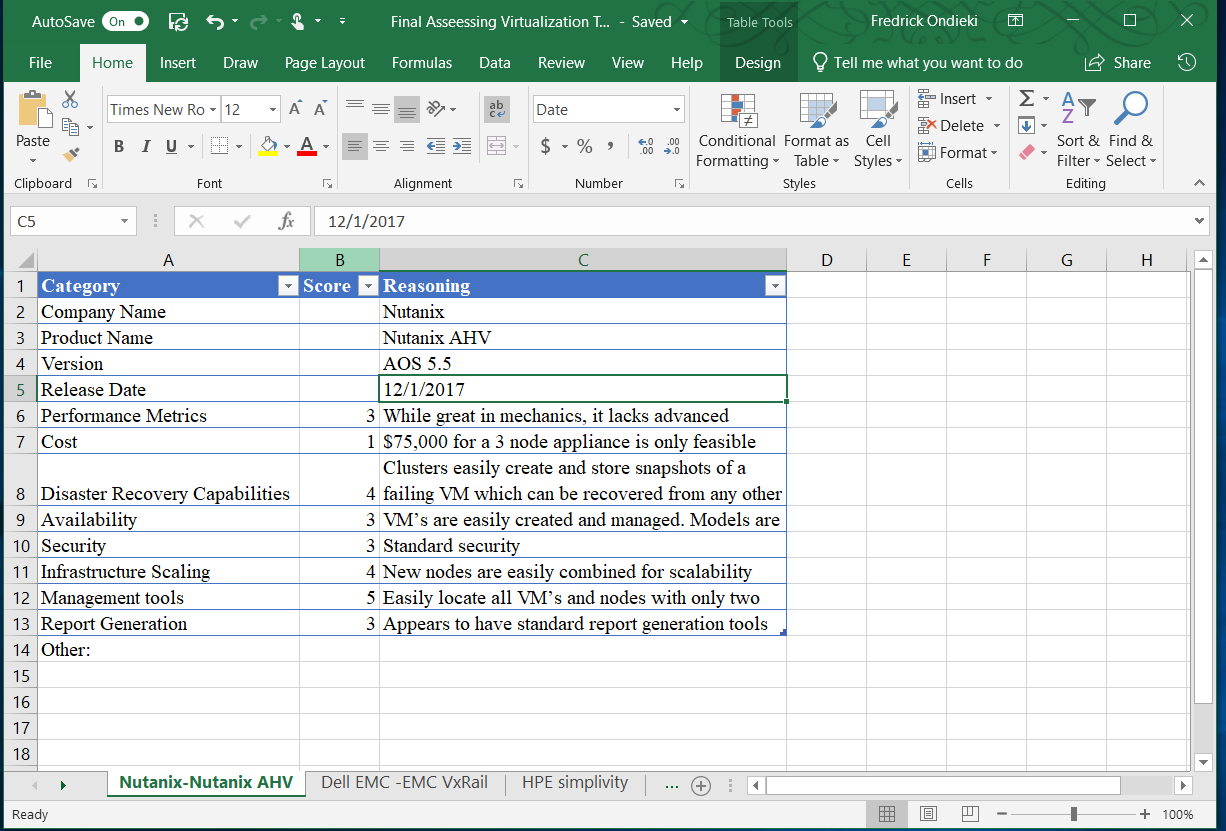 AutoSave On Final Asseessing Virtualization T... - Saved Table Tools Fredrick Ondieki
File Home Insert Draw Page Layout Formulas Data Review View Help Design Tell me what you want to do Share
Paste
Times New Ro 12
B I U A
ab
Date
$ % , .00 .00
Conditional Formatting
Format as Table
Cell Styles
Insert
Delete
Format
Sort & Filter
Find & Select
Clipboard Font Alignment Number Styles Cells Editing
C5 fx 12/1/2017
A B C D E F G H
1 Category Score Reasoning
2 Company Name Nutanix
3 Product Name Nutanix AHV
4 Version AOS 5.5
5 Release Date 12/1/2017
6 Performance Metrics 3 While great in mechanics, it lacks advanced
7 Cost 1 $75,000 for a 3 node appliance is only feasible
Clusters easily create and store snapshots of a
8 Disaster Recovery Capabilities 4 failing VM which can be recovered from any other
9 Availability 3 VM’s are easily created and managed. Models are
10 Security 3 Standard security
11 Infrastructure Scaling 4 New nodes are easily combined for scalability
12 Management tools 5 Easily locate all VM’s and nodes with only two
13 Report Generation 3 Appears to have standard report generation tools
14 Other:
15
16
17
18
Nutanix-Nutanix AHV Dell EMC -EMC VxRail HPE simplivity ...
Ready 100%